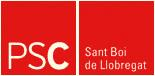 PSC
Sant Boi
de Llobregat